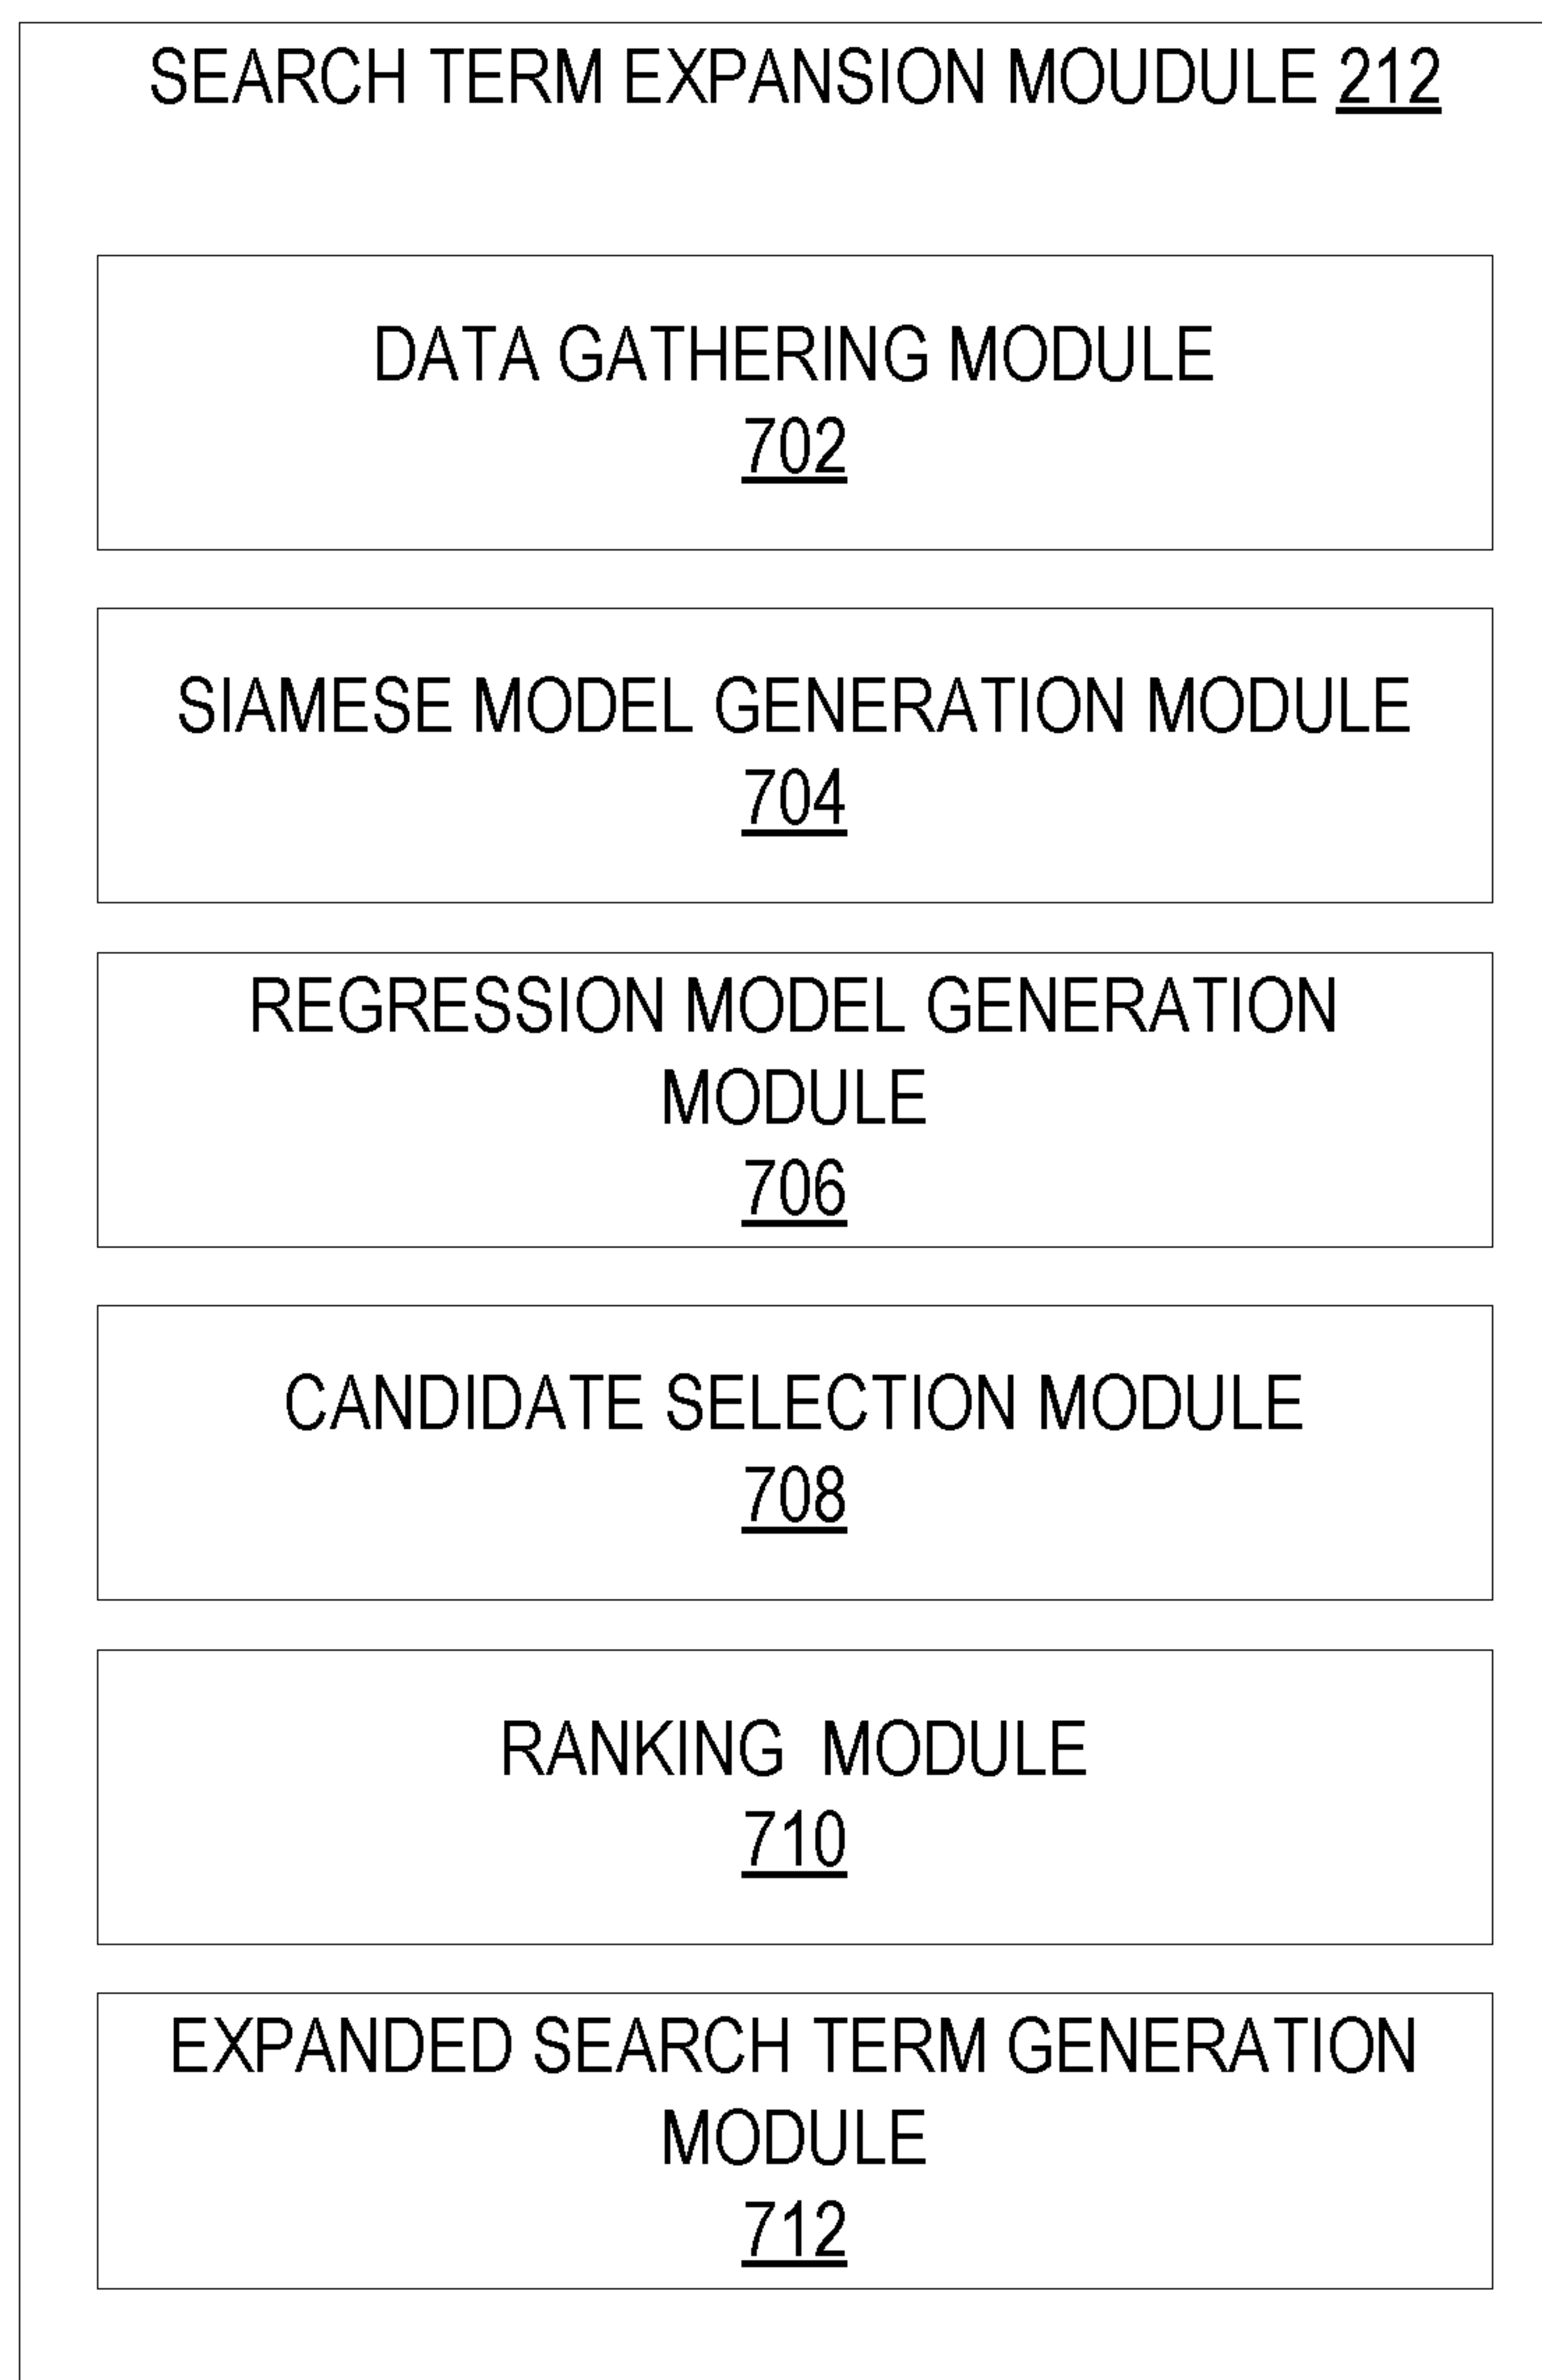 SEARCH TERM EXPANSION MOUDULE 212
DATA GATHERING MODULE
702
SIAMESE MODEL GENERATION MODULE
704
REGRESSION MODEL GENERATION
MODULE
706
CANDIDATE SELECTION MODULE
708
RANKING MODULE
710
EXPANDED SEARCH TERM GENERATION
MODULE
712